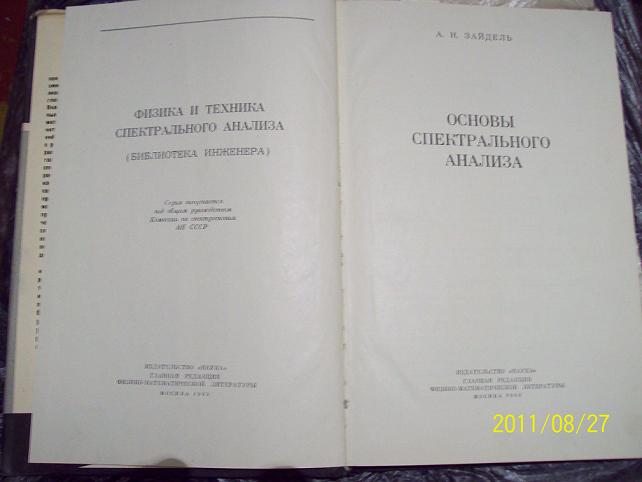 ФИЗИКА И ТЕХНИКА
СПЕКТРАЛЬНОГО АНАЛИЗА
(БИБЛИОТЕКА ИНЖЕНЕРА)
Серия выпускается
под общим руководством
Комиссии по спектроскопии
АН СССР
ИЗДАТЕЛЬСТВО «НАУКА»
ГЛАВНАЯ РЕДАКЦИЯ
ФИЗИКО-МАТЕМАТИЧЕСКОЙ ЛИТЕРАТУРЫ
МОСКВА
А. Н. ЗАЙДЕЛЬ
ОСНОВЫ
СПЕКТРАЛЬНОГО
АНАЛИЗА
ИЗДАТЕЛЬСТВО «НАУКА»
ГЛАВНАЯ РЕДАКЦИЯ
ФИЗИКО-МАТЕМАТИЧЕСКОЙ ЛИТЕРАТУРЫ
МОСКВА
2011/08/27